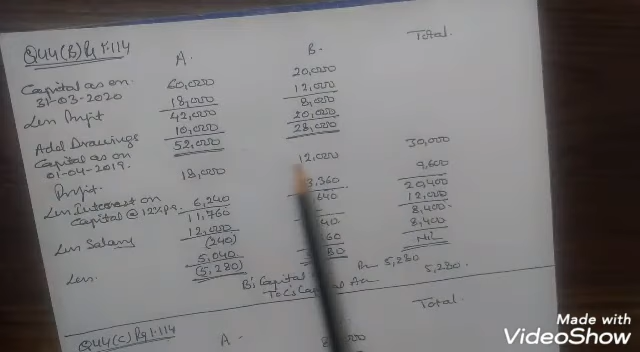 Q44(B) Pg 1.114
A. B. Total.
Capital as on 31-03-2020 60,000 20,000
Less Profit 18,000 12,000
42,000 8,000
Add Drawings 10,000 20,000
Capital as on 01-04-2019. 52,000 28,000
Profit 18,000 12,000 30,000
Less Interest on Capital @ 12% p.a. 6,240 3,360 9,600
11,760 640 20,400
Less Salary 12,000 12,000
(240) 40 8,400
Less. 5,040 60 8,400
(5,280) 80 Nil
B's Capital Dr 5,280
To C's Capital A/c 5,280
Q44(C) Pg 1.114 A. Total
Made with
VideoShow